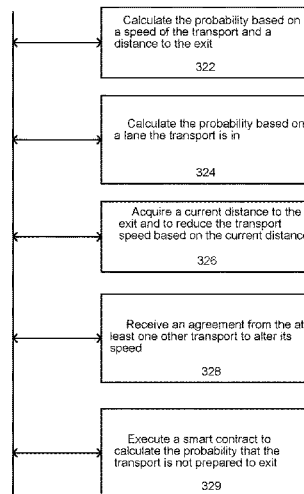 Calculate the probability based on
a speed of the transport and a
distance to the exit
322
Calculate the probability based on
a lane the transport is in
324
Acquire a current distance to the
exit and to reduce the transport
speed based on the current distance
326
Receive an agreement from the at
least one other transport to alter its
speed
328
Execute a smart contract to
calculate the probability that the
transport is not prepared to exit
329